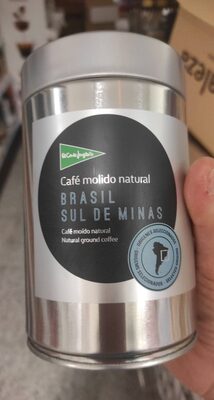 El Corte Inglés
Café molido natural
BRASIL
SUL DE MINAS
Café moído natural
Natural ground coffee